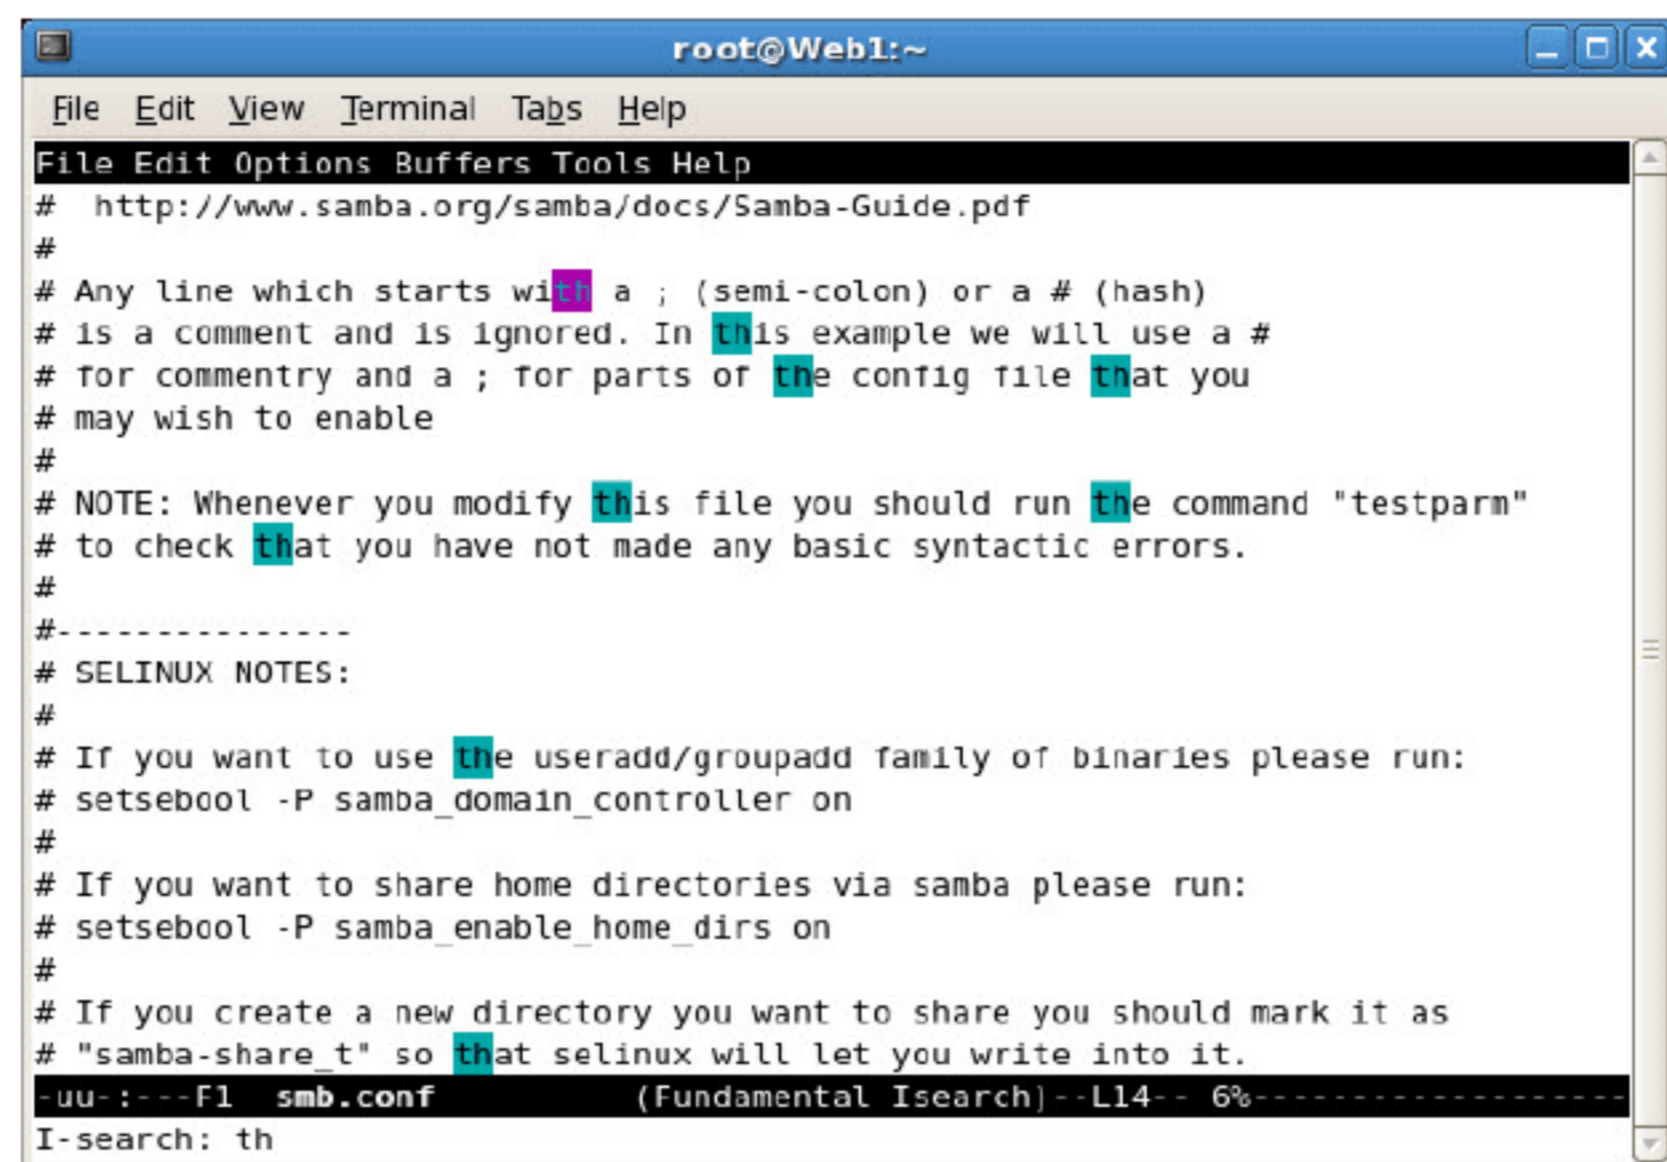 root@Web1:~
File Edit View Terminal Tabs Help
File Edit Options Buffers Tools Help
#  http://www.samba.org/samba/docs/Samba-Guide.pdf
#
# Any line which starts with a ; (semi-colon) or a # (hash)
# is a comment and is ignored. In this example we will use a #
# for commentry and a ; for parts of the config file that you
# may wish to enable
#
# NOTE: Whenever you modify this file you should run the command "testparm"
# to check that you have not made any basic syntactic errors.
#
#---------------
# SELINUX NOTES:
#
# If you want to use the useradd/groupadd family of binaries please run:
# setsebool -P samba_domain_controller on
#
# If you want to share home directories via samba please run:
# setsebool -P samba_enable_home_dirs on
#
# If you create a new directory you want to share you should mark it as
# "samba-share_t" so that selinux will let you write into it.
-uu-:---F1  smb.conf          (Fundamental Isearch)--L14-- 6%-------------------
I-search: th